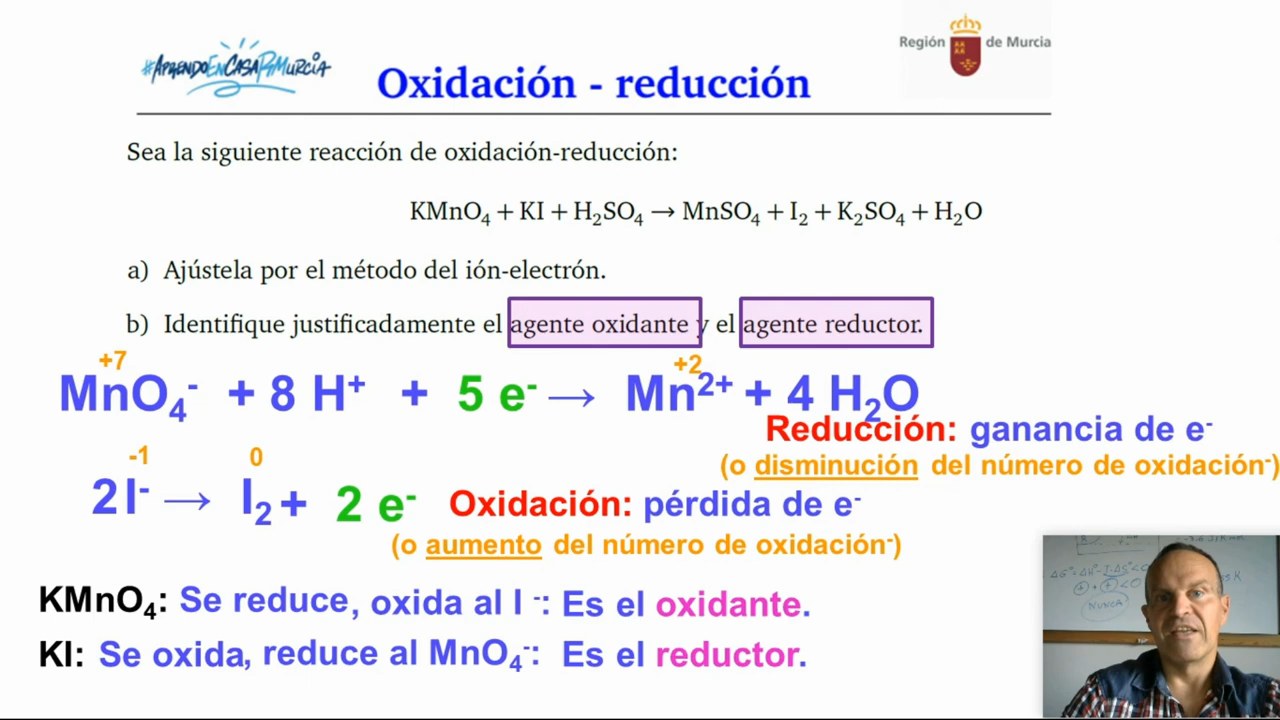 #AprendoEnCasaRMurcia
Región de Murcia
Oxidación - reducción
Sea la siguiente reacción de oxidación-reducción:
KMnO₄ + KI + H₂SO₄ → MnSO₄ + I₂ + K₂SO₄ + H₂O
a) Ajústela por el método del ión-electrón.
b) Identifique justificadamente el agente oxidante y el agente reductor.
+7 +2
MnO₄⁻ + 8 H⁺ + 5 e⁻ → Mn²⁺ + 4 H₂O
Reducción: ganancia de e⁻
(o disminución del número de oxidación⁻)
-1 0
2 I⁻ → I₂ + 2 e⁻ Oxidación: pérdida de e⁻
(o aumento del número de oxidación⁻)
KMnO₄: Se reduce, oxida al I ⁻: Es el oxidante.
KI: Se oxida, reduce al MnO₄⁻: Es el reductor.
NUNCA